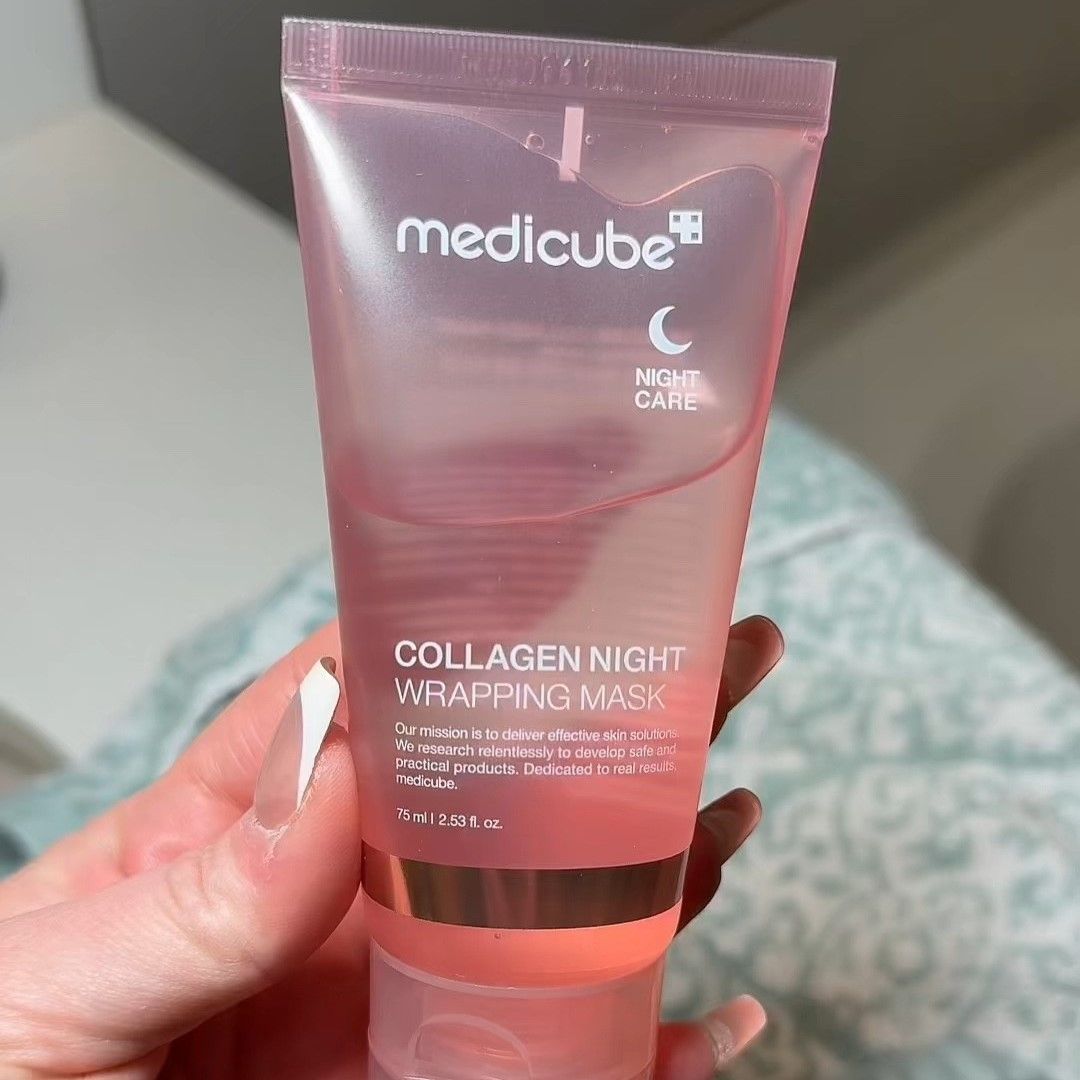 medicube
NIGHT
CARE
COLLAGEN NIGHT
WRAPPING MASK
Our mission is to deliver effective skin solutions.
We research relentlessly to develop safe and
practical products. Dedicated to real results,
medicube.
75 ml I 2.53 fl. oz.